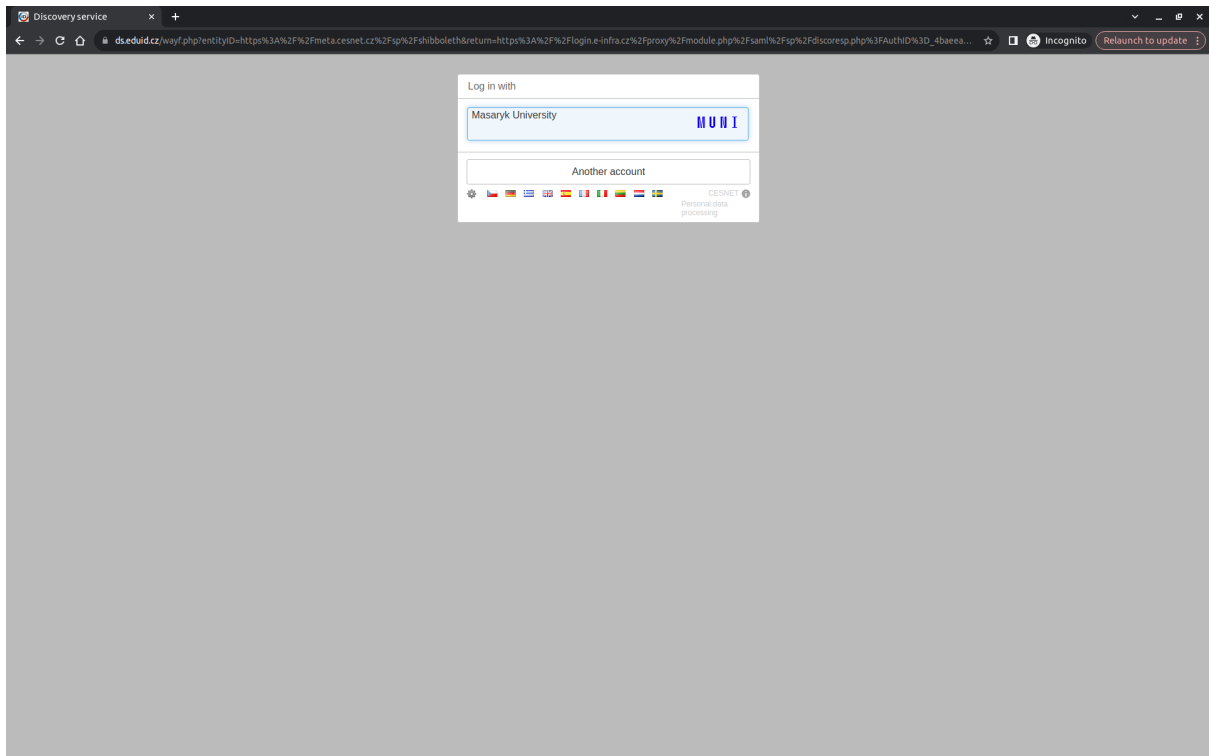 Discovery service
ds.eduid.cz/wayf.php?entityID=https%3A%2F%2Fmeta.cesnet.cz%2Fsp%2Fshibboleth&return=https%3A%2F%2Flogin.e-infra.cz%2Fproxy%2Fmodule.php%2Fsaml%2Fsp%2Fdiscoresp.php%3FAuthID%3D_4baeea...
Incognito
Relaunch to update
Log in with
Masaryk University
MUNI
Another account
CESNET
Personal data
processing